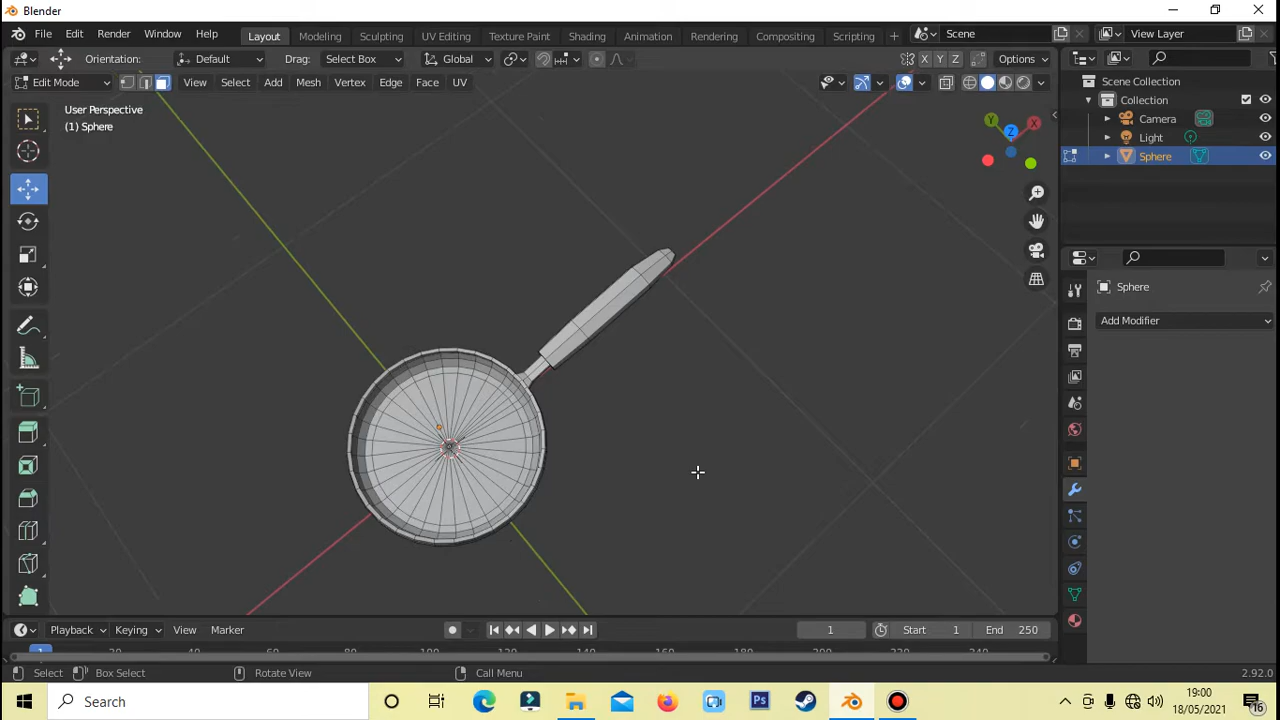 Blender
File Edit Render Window Help Layout Modeling Sculpting UV Editing Texture Paint Shading Animation Rendering Compositing Scripting + Scene View Layer
Orientation: Default Drag: Select Box Global X Y Z Options
Edit Mode View Select Add Mesh Vertex Edge Face UV
Scene Collection
Collection
Camera
Light
Sphere
User Perspective
(1) Sphere
Y X Z
Sphere
Add Modifier
Playback Keying View Marker 1 Start 1 End 250
Select Box Select Rotate View Call Menu 2.92.0
Search Ps 19:00
18/05/2021 16